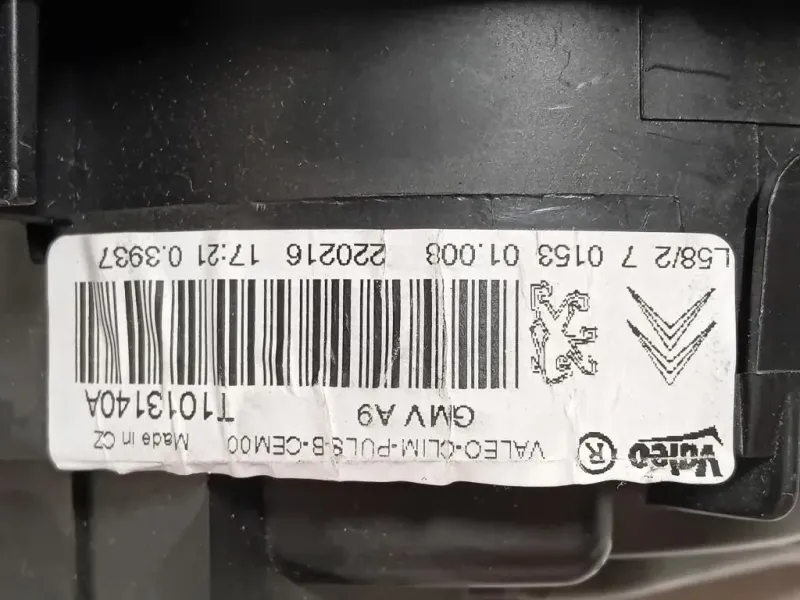 Valeo ® VALEO-CLIM-PULS-B-CEM00 Made in CZ
GMV A9 T1013140A
L58/2 7 0153 01.008 220216 17:21 0.3937